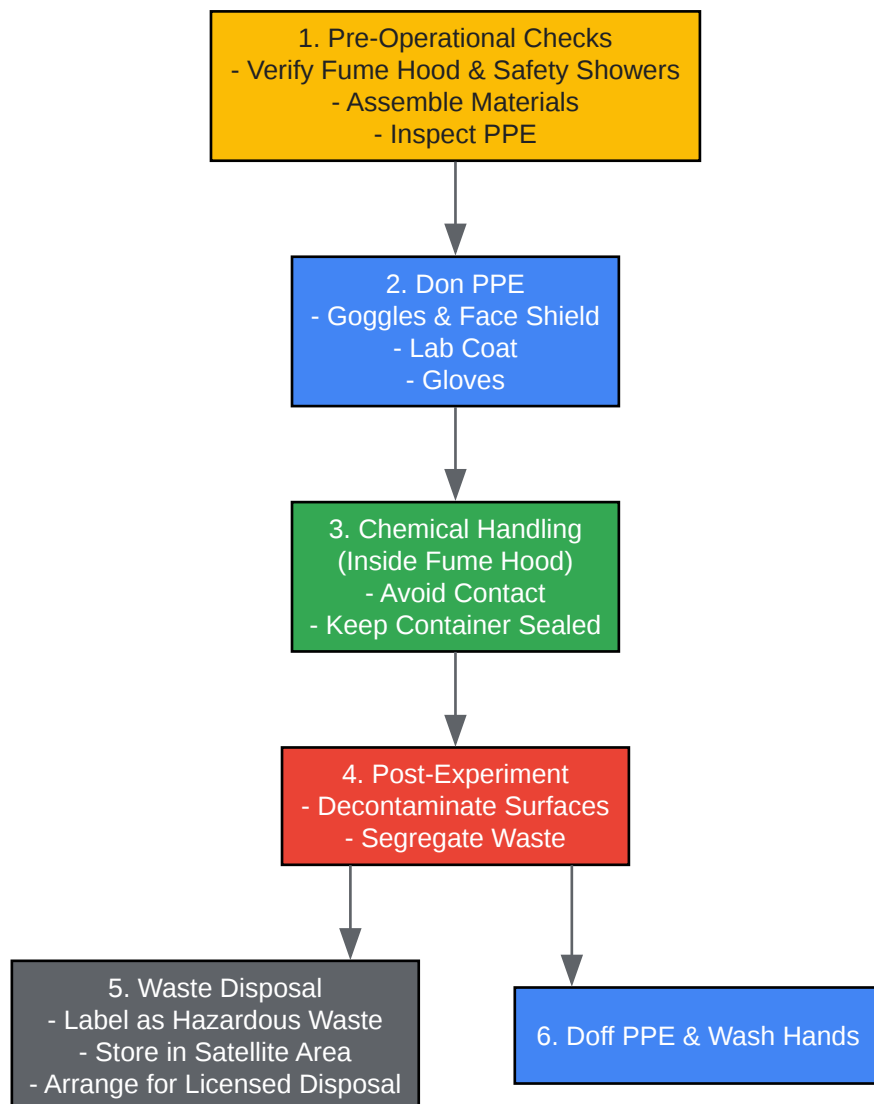 1. Pre-Operational Checks
- Verify Fume Hood & Safety Showers
- Assemble Materials
- Inspect PPE
2. Don PPE
- Goggles & Face Shield
- Lab Coat
- Gloves
3. Chemical Handling
(Inside Fume Hood)
- Avoid Contact
- Keep Container Sealed
4. Post-Experiment
- Decontaminate Surfaces
- Segregate Waste
5. Waste Disposal
- Label as Hazardous Waste
- Store in Satellite Area
- Arrange for Licensed Disposal
6. Doff PPE & Wash Hands